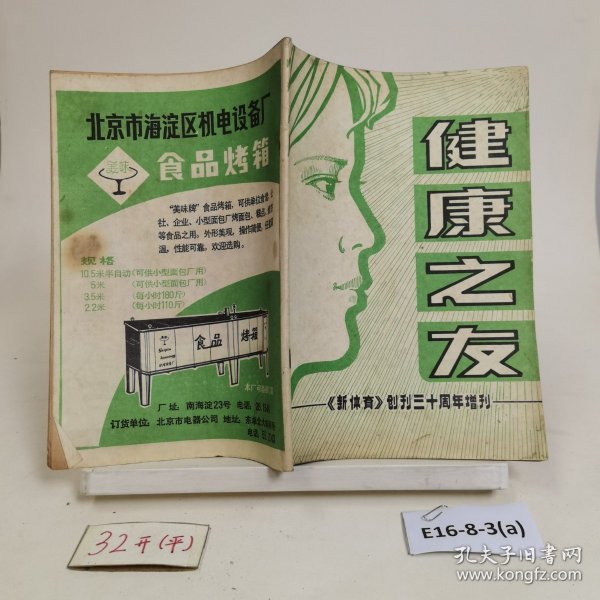 北京市海淀区机电设备厂
美味
食品烤箱
"美味牌"食品烤箱，可供单位食堂、
社、企业、小型面包厂烤面包、糕点、
等食品之用。外形美观，操作简便，
温，性能可靠，欢迎选购。
规格
10.5米半自动(可供小型面包厂用)
5米 (可供小型面包厂用)
3.5米 (每小时180斤)
2.2米 (每小时110斤)
食品 烤箱
厂址：南海淀23号 电话：
订货单位：北京市电器公司 地址：东
电话：
健康之友
《新体育》创刊三十周年增刊
32开(平)
E16-8-3(a)
孔夫子旧书网
www.kongfz.com